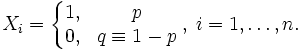 X_i = { 1, p
0, q ≡ 1 − p , i = 1, …, n.